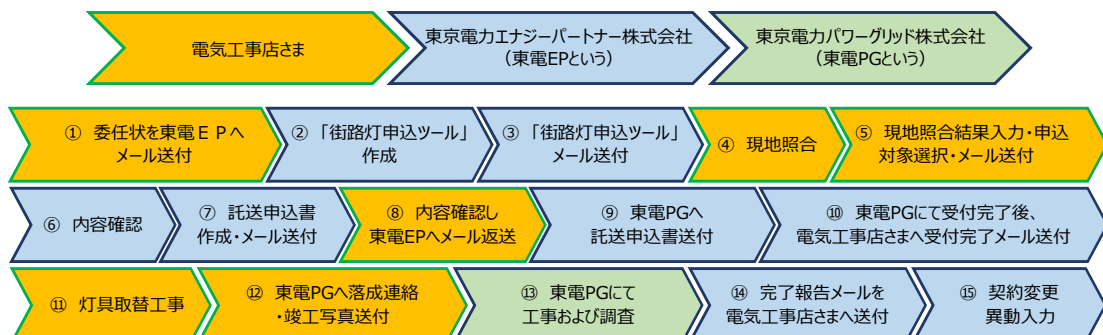 電気工事店さま
東京電力エナジーパートナー株式会社
（東電EPという）
東京電力パワーグリッド株式会社
（東電PGという）
① 委任状を東電ＥＰへ
メール送付
② 「街路灯申込ツール」
作成
③ 「街路灯申込ツール」
メール送付
④ 現地照合
⑤ 現地照合結果入力・申込
対象選択・メール送付
⑥ 内容確認
⑦ 託送申込書
作成・メール送付
⑧ 内容確認し
東電EPへメール返送
⑨ 東電PGへ
託送申込書送付
⑩ 東電PGにて受付完了後、
電気工事店さまへ受付完了メール送付
⑪ 灯具取替工事
⑫ 東電PGへ落成連絡
・竣工写真送付
⑬ 東電PGにて
工事および調査
⑭ 完了報告メールを
電気工事店さまへ送付
⑮ 契約変更
異動入力